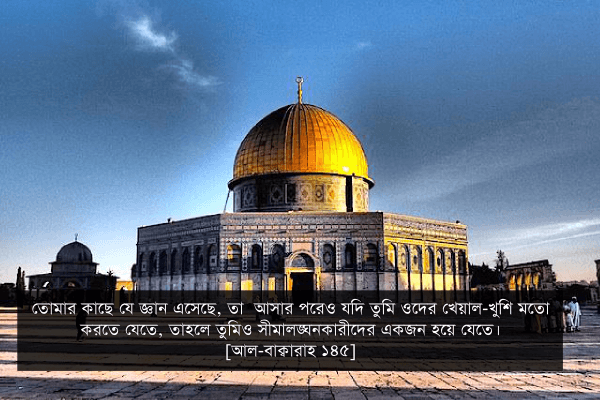 তোমার কাছে যে জ্ঞান এসেছে, তা আসার পরেও যদি তুমি ওদের খেয়াল-খুশি মতো
করতে যেতে, তাহলে তুমিও সীমালঙ্ঘনকারীদের একজন হয়ে যেতে।
[আল-বাক্বারাহ ১৪৫]